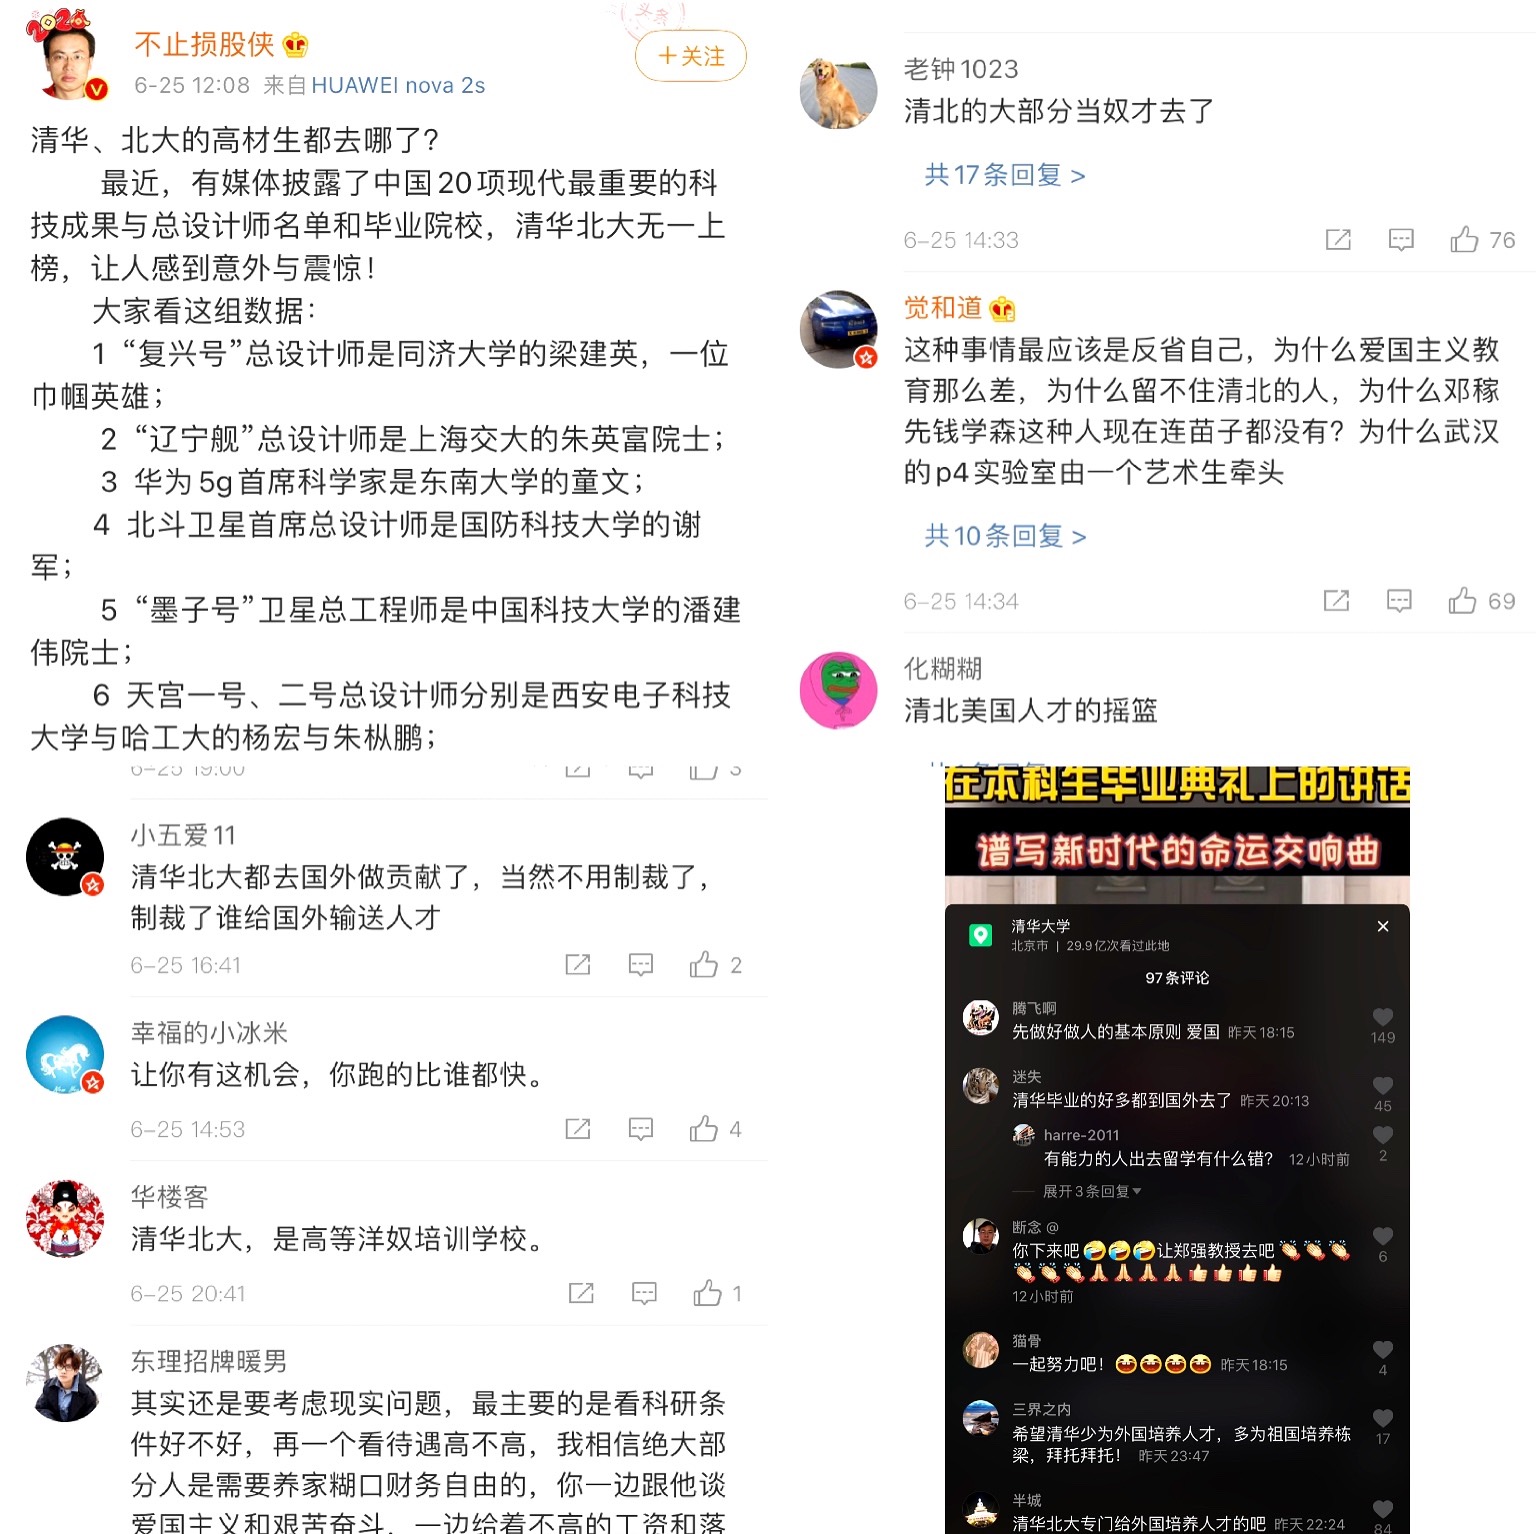 2020
不止损股侠
6-25 12:08 来自HUAWEI nova 2s
头条
＋关注
清华、北大的高材生都去哪了？
最近，有媒体披露了中国20项现代最重要的科
技成果与总设计师名单和毕业院校，清华北大无一上
榜，让人感到意外与震惊！
大家看这组数据：
1 “复兴号”总设计师是同济大学的梁建英，一位
巾帼英雄；
2 “辽宁舰”总设计师是上海交大的朱英富院士；
3 华为5g首席科学家是东南大学的童文；
4 北斗卫星首席总设计师是国防科技大学的谢
军；
5 “墨子号”卫星总工程师是中国科技大学的潘建
伟院士；
6 天宫一号、二号总设计师分别是西安电子科技
大学与哈工大的杨宏与朱枞鹏；
6-25 19:00
3
小五爱11
清华北大都去国外做贡献了，当然不用制裁了，
制裁了谁给国外输送人才
6-25 16:41
2
幸福的小冰米
让你有这机会，你跑的比谁都快。
6-25 14:53
4
华楼客
清华北大，是高等洋奴培训学校。
6-25 20:41
1
东理招牌暖男
其实还是要考虑现实问题，最主要的是看科研条
件好不好，再一个看待遇高不高，我相信绝大部
分人是需要养家糊口财务自由的，你一边跟他谈
爱国主义和艰苦奋斗，一边给着不高的工资和落
老钟1023
清北的大部分当奴才去了
共17条回复 >
6-25 14:33
76
觉和道
这种事情最应该是反省自己，为什么爱国主义教
育那么差，为什么留不住清北的人，为什么邓稼
先钱学森这种人现在连苗子都没有？为什么武汉
的p4实验室由一个艺术生牵头
共10条回复 >
6-25 14:34
69
化糊糊
清北美国人才的摇篮
在本科生毕业典礼上的讲话
谱写新时代的命运交响曲
清华大学
北京市 | 29.9亿次看过此地
97条评论
腾飞啊
先做好做人的基本原则 爱国 昨天18:15
149
迷失
清华毕业的好多都到国外去了 昨天20:13
45
harre-2011
有能力的人出去留学有什么错？ 12小时前
2
展开3条回复
断念 @
你下来吧🤣🤣🤣让郑强教授去吧👏👏👏
👏👏👏🙏🙏🙏🙏👍👍👍👍
12小时前
6
猫骨
一起努力吧！😄😄😄😄 昨天18:15
4
三界之内
希望清华少为外国培养人才，多为祖国培养栋
梁，拜托拜托！ 昨天23:47
17
半城
清华北大专门给外国培养人才的吧 昨天22:24
84